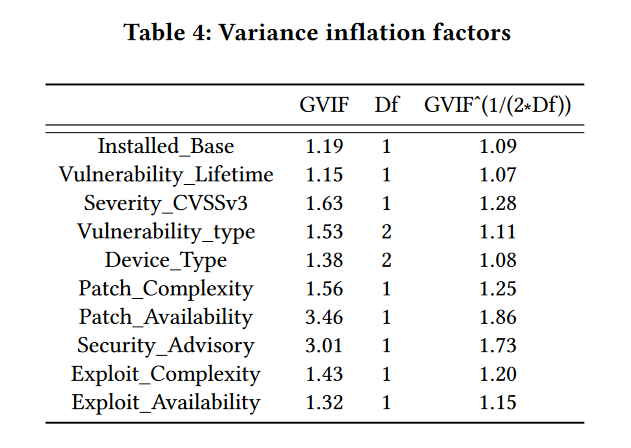 Table 4: Variance inflation factors
GVIF Df GVIF^(1/(2*Df))
Installed_Base 1.19 1 1.09
Vulnerability_Lifetime 1.15 1 1.07
Severity_CVSSv3 1.63 1 1.28
Vulnerability_type 1.53 2 1.11
Device_Type 1.38 2 1.08
Patch_Complexity 1.56 1 1.25
Patch_Availability 3.46 1 1.86
Security_Advisory 3.01 1 1.73
Exploit_Complexity 1.43 1 1.20
Exploit_Availability 1.32 1 1.15